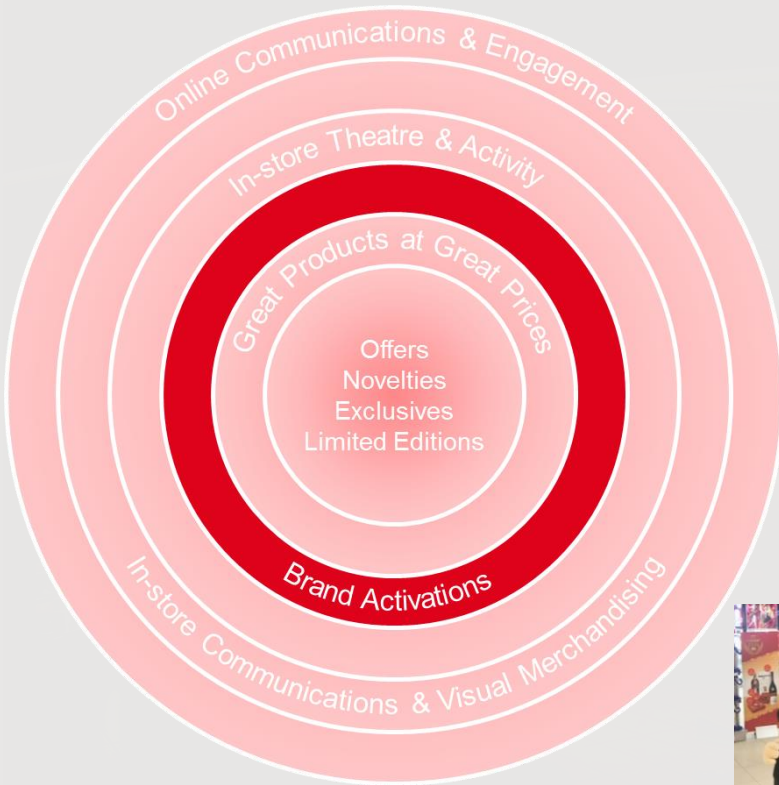 Online Communications & Engagement
In-store Theatre & Activity
Great Products at Great Prices
Offers
Novelties
Exclusives
Limited Editions
Brand Activations
In-store Communications & Visual Merchandising